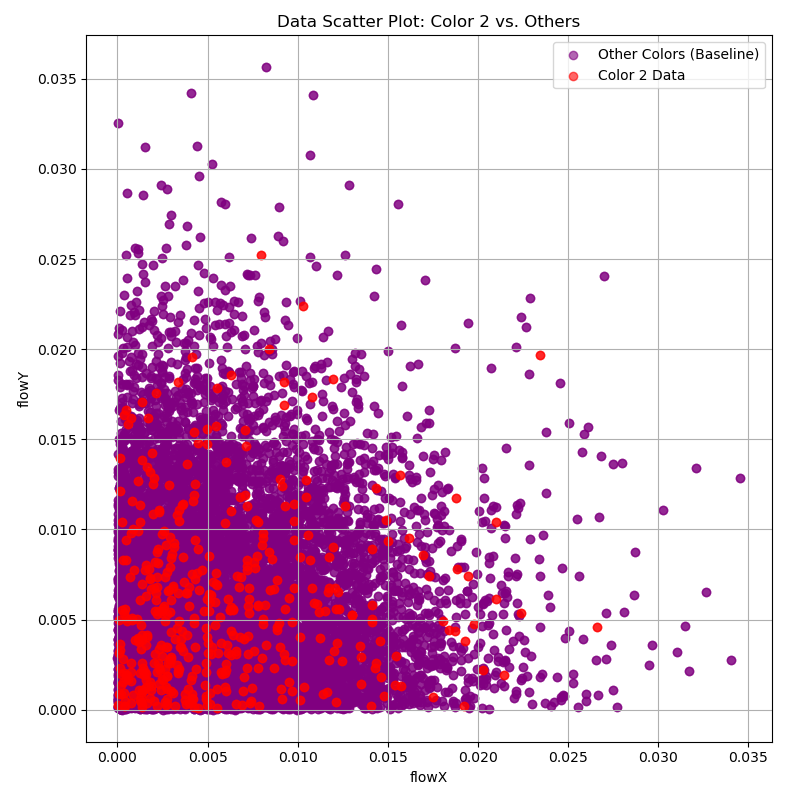 Data Scatter Plot: Color 2 vs. Others
Other Colors (Baseline)
Color 2 Data
flowY
0.035
0.030
0.025
0.020
0.015
0.010
0.005
0.000
0.000 0.005 0.010 0.015 0.020 0.025 0.030 0.035
flowX